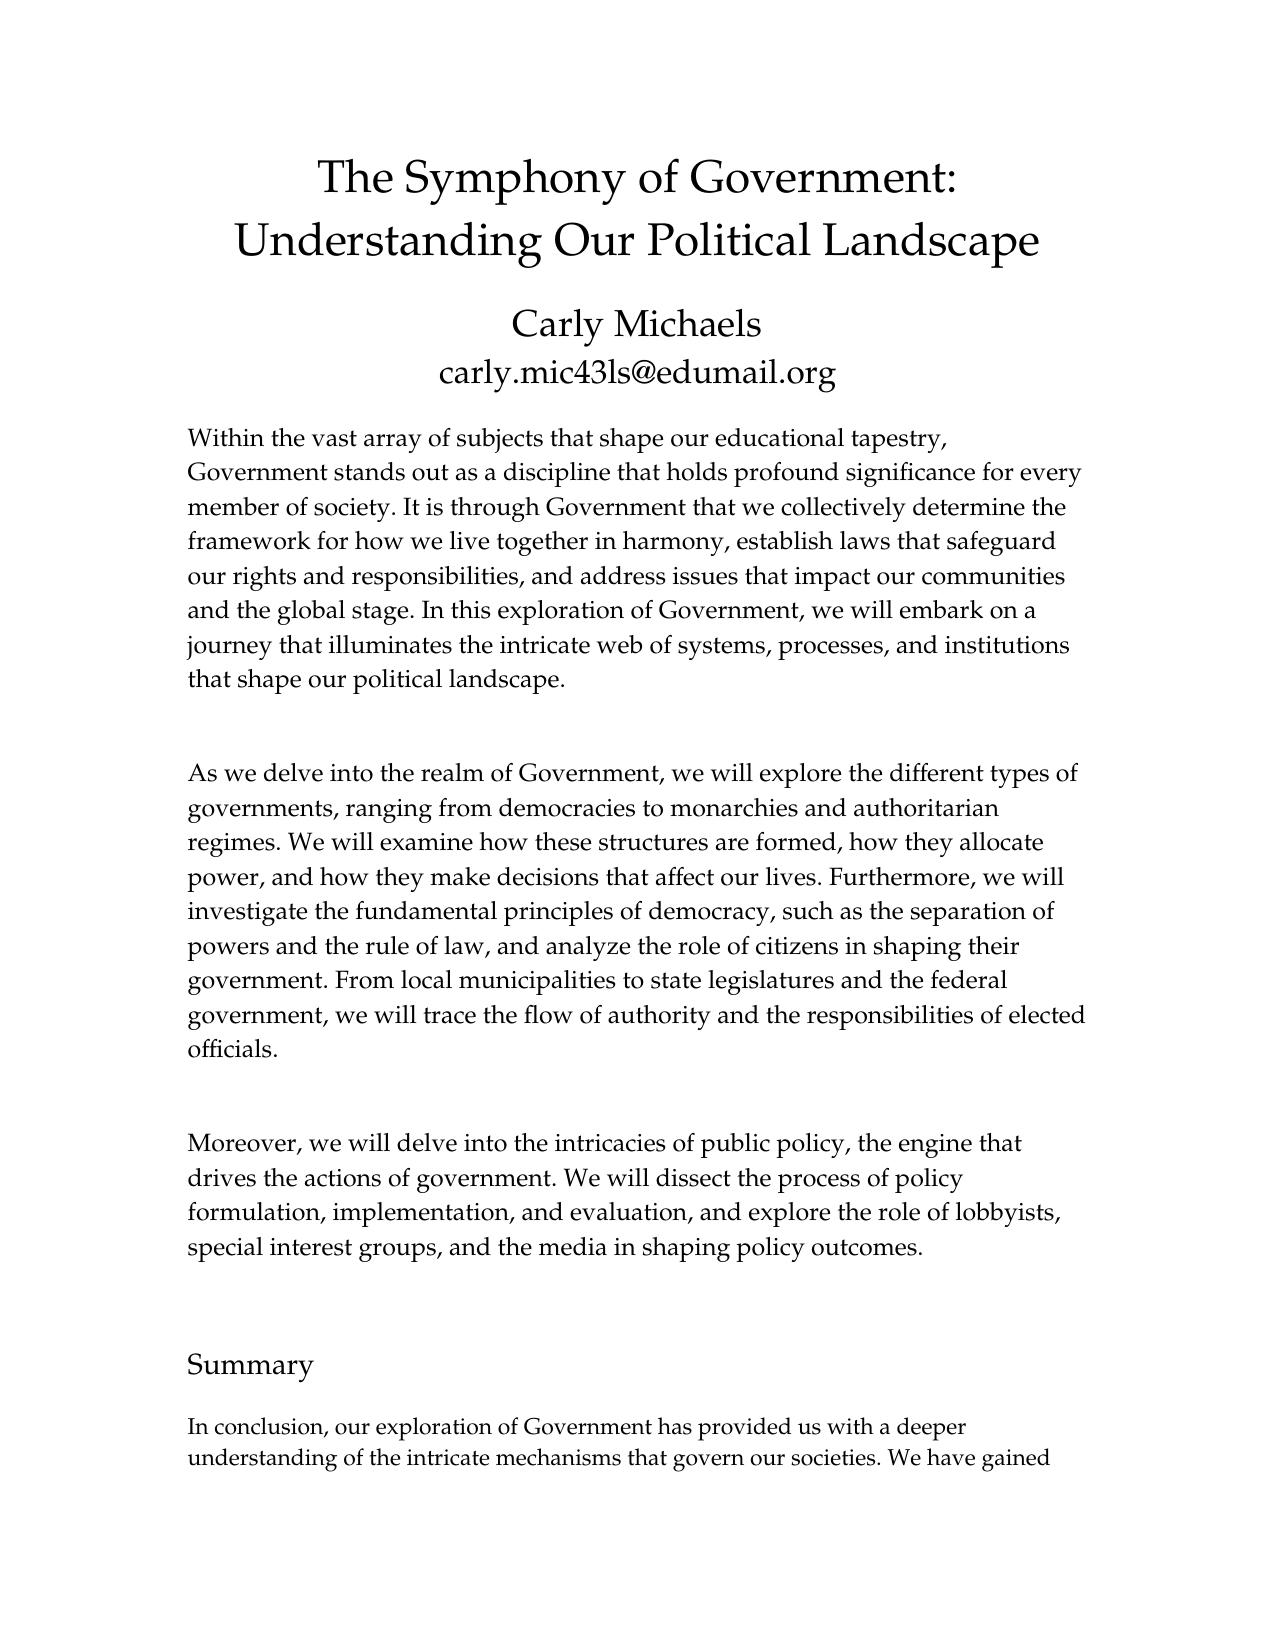 The Symphony of Government:
Understanding Our Political Landscape
Carly Michaels
carly.mic43ls@edumail.org
Within the vast array of subjects that shape our educational tapestry,
Government stands out as a discipline that holds profound significance for every
member of society. It is through Government that we collectively determine the
framework for how we live together in harmony, establish laws that safeguard
our rights and responsibilities, and address issues that impact our communities
and the global stage. In this exploration of Government, we will embark on a
journey that illuminates the intricate web of systems, processes, and institutions
that shape our political landscape.
As we delve into the realm of Government, we will explore the different types of
governments, ranging from democracies to monarchies and authoritarian
regimes. We will examine how these structures are formed, how they allocate
power, and how they make decisions that affect our lives. Furthermore, we will
investigate the fundamental principles of democracy, such as the separation of
powers and the rule of law, and analyze the role of citizens in shaping their
government. From local municipalities to state legislatures and the federal
government, we will trace the flow of authority and the responsibilities of elected
officials.
Moreover, we will delve into the intricacies of public policy, the engine that
drives the actions of government. We will dissect the process of policy
formulation, implementation, and evaluation, and explore the role of lobbyists,
special interest groups, and the media in shaping policy outcomes.
Summary
In conclusion, our exploration of Government has provided us with a deeper
understanding of the intricate mechanisms that govern our societies. We have gained